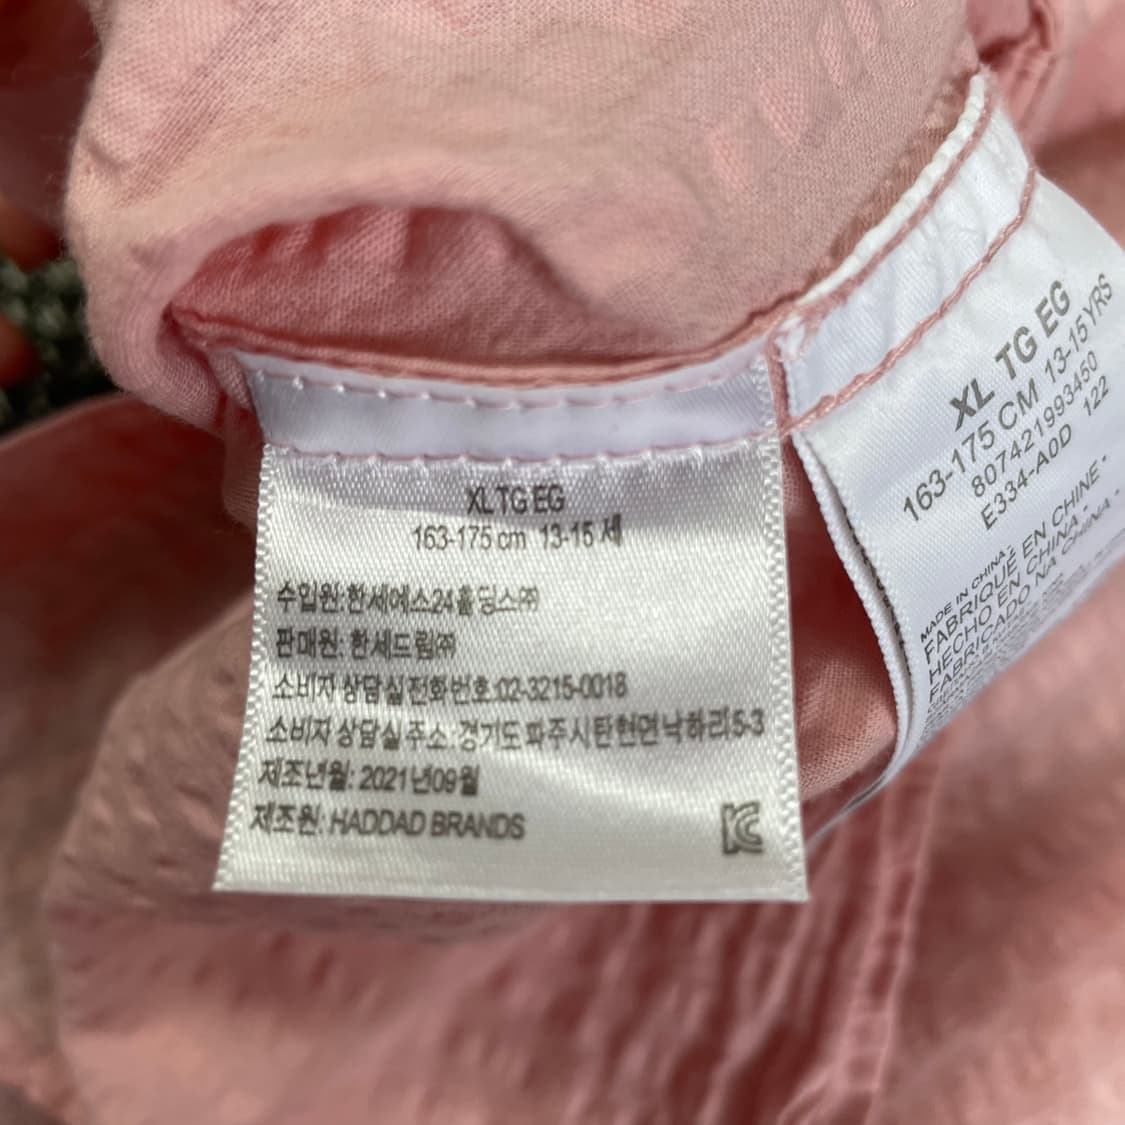 XL TG EG
163-175 cm 13-15 세
수입원:한세예스24홀딩스㈜
판매원: 한세드림㈜
소비자 상담실 전화번호:02-3215-0018
소비자 상담실 주소: 경기도 파주시 탄현면 낙하리5-3
제조년월: 2021년09월
제조원: HADDAD BRANDS
XL TG EG
163-175 CM 13-15YRS
807421993450
E334-A0D 122
MADE IN CHINA-
FABRIQUÉ EN CHINE-
HECHO EN CHINA-
FABRICADO NA CHINA-